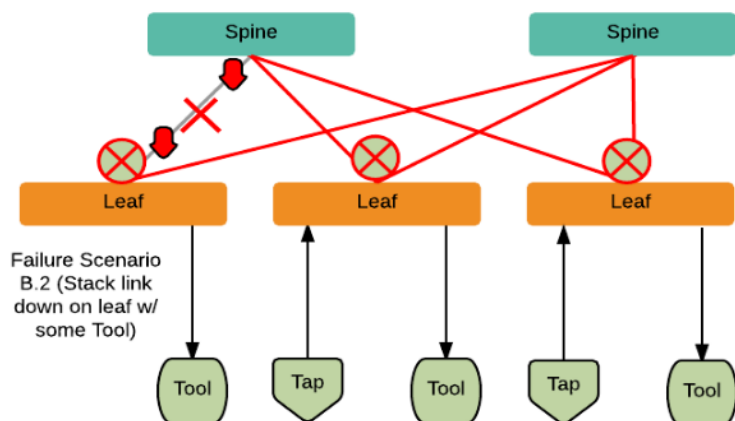 Spine
Spine
Leaf
Leaf
Leaf
Failure Scenario
B.2 (Stack link
down on leaf w/
some Tool)
Tool
Tap
Tool
Tap
Tool